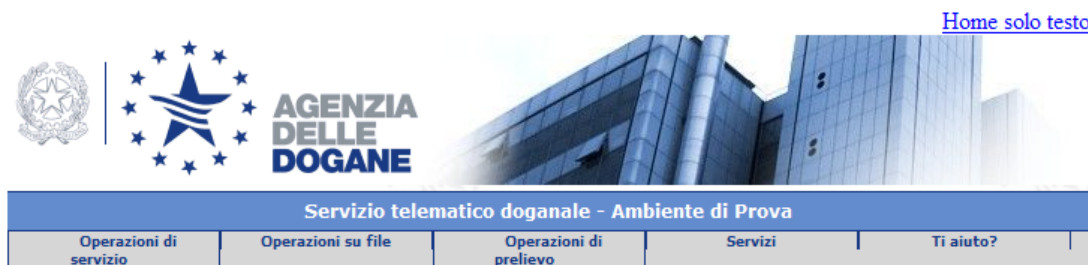 Home solo testo
AGENZIA
DELLE
DOGANE
Servizio telematico doganale - Ambiente di Prova
Operazioni di servizio
Operazioni su file
Operazioni di prelievo
Servizi
Ti aiuto?